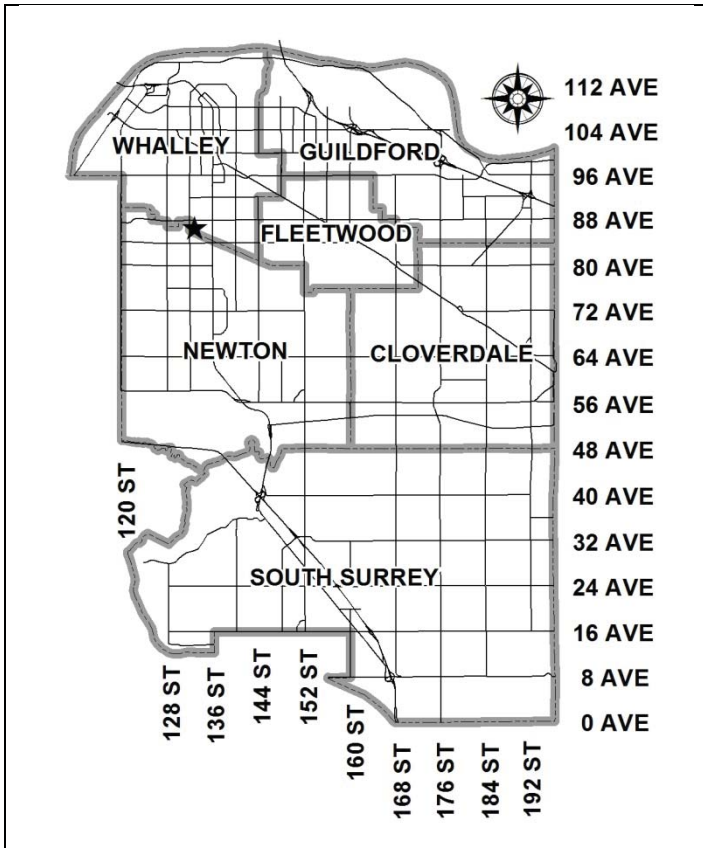 112 AVE
104 AVE
WHALLEY
GUILDFORD
96 AVE
88 AVE
FLEETWOOD
80 AVE
72 AVE
NEWTON
CLOVERDALE
64 AVE
56 AVE
48 AVE
120 ST
40 AVE
32 AVE
SOUTH SURREY
24 AVE
16 AVE
128 ST
136 ST
144 ST
152 ST
160 ST
8 AVE
0 AVE
168 ST
176 ST
184 ST
192 ST